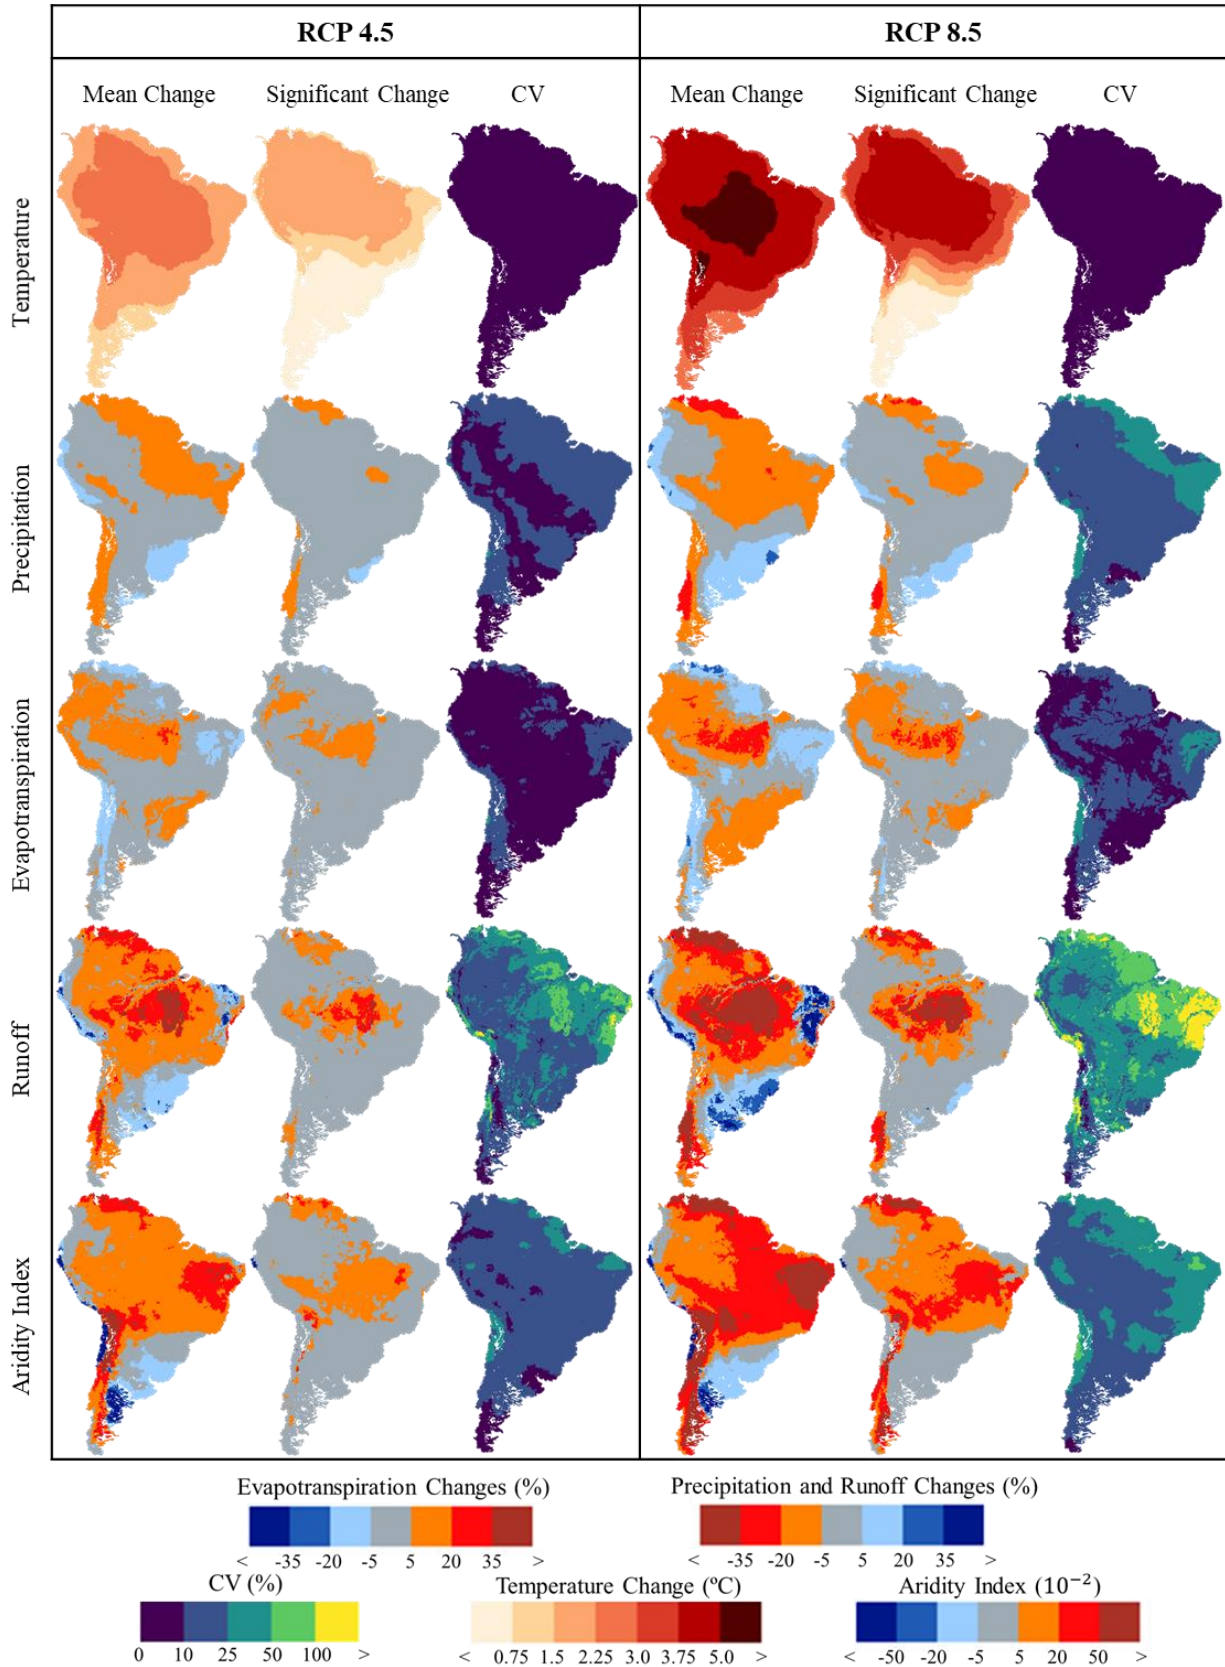 RCP 4.5 RCP 8.5
Mean Change Significant Change CV Mean Change Significant Change CV
Temperature
Precipitation
Evapotranspiration
Runoff
Aridity Index
Evapotranspiration Changes (%) Precipitation and Runoff Changes (%)
< -35 -20 -5 5 20 35 > < -35 -20 -5 5 20 35 >
CV (%) Temperature Change (ºC) Aridity Index (10⁻²)
0 10 25 50 100 > < 0.75 1.5 2.25 3.0 3.75 5.0 > < -50 -20 -5 5 20 50 >